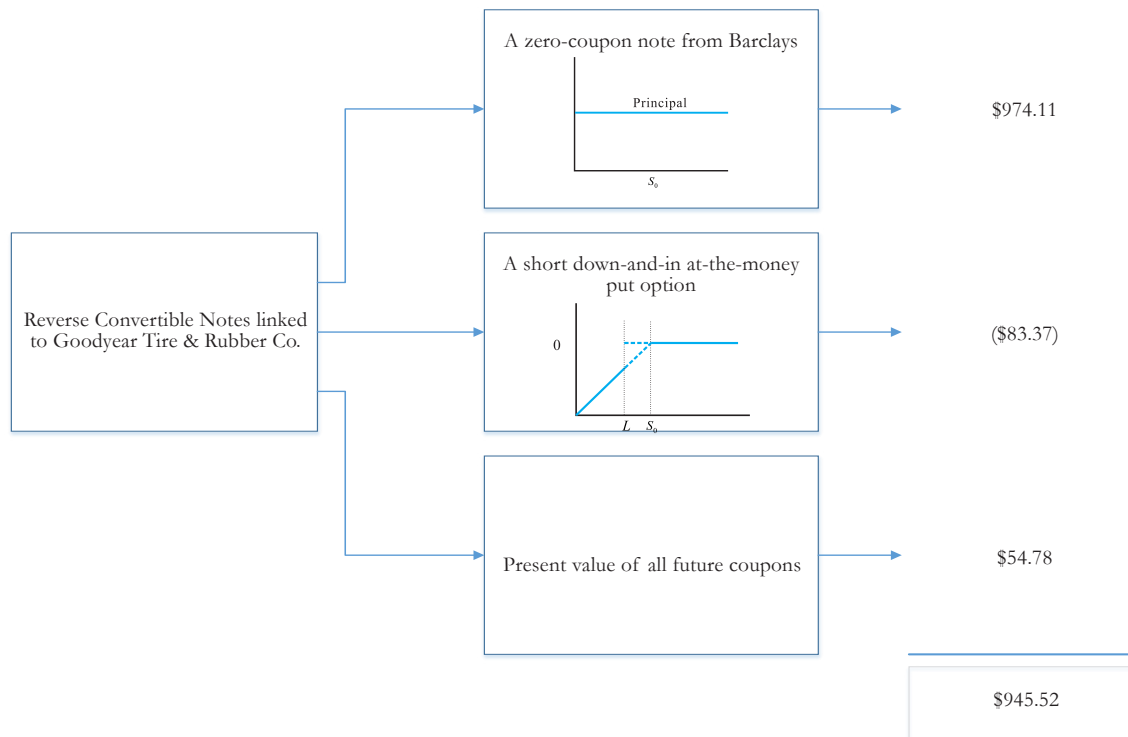 A zero-coupon note from Barclays
Principal
S₀
$974.11
Reverse Convertible Notes linked
to Goodyear Tire & Rubber Co.
A short down-and-in at-the-money
put option
0
L S₀
($83.37)
Present value of all future coupons
$54.78
$945.52